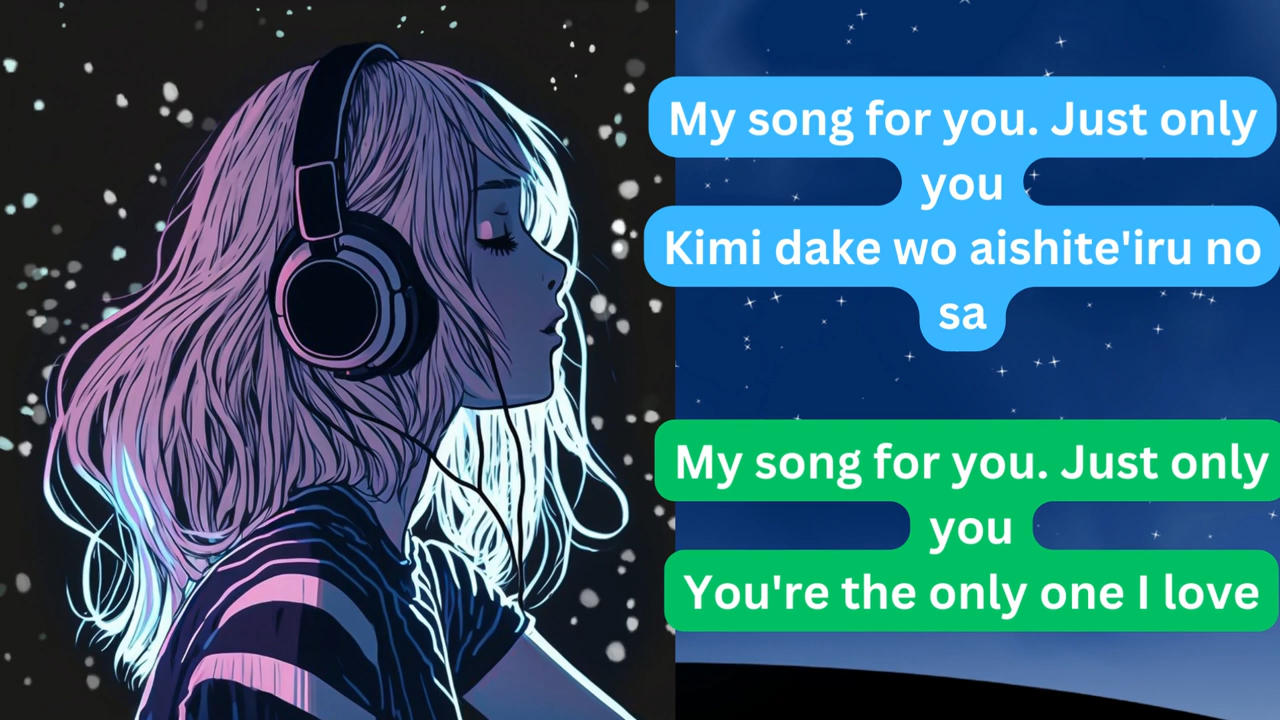 My song for you. Just only
you
Kimi dake wo aishite'iru no
sa
My song for you. Just only
you
You're the only one I love